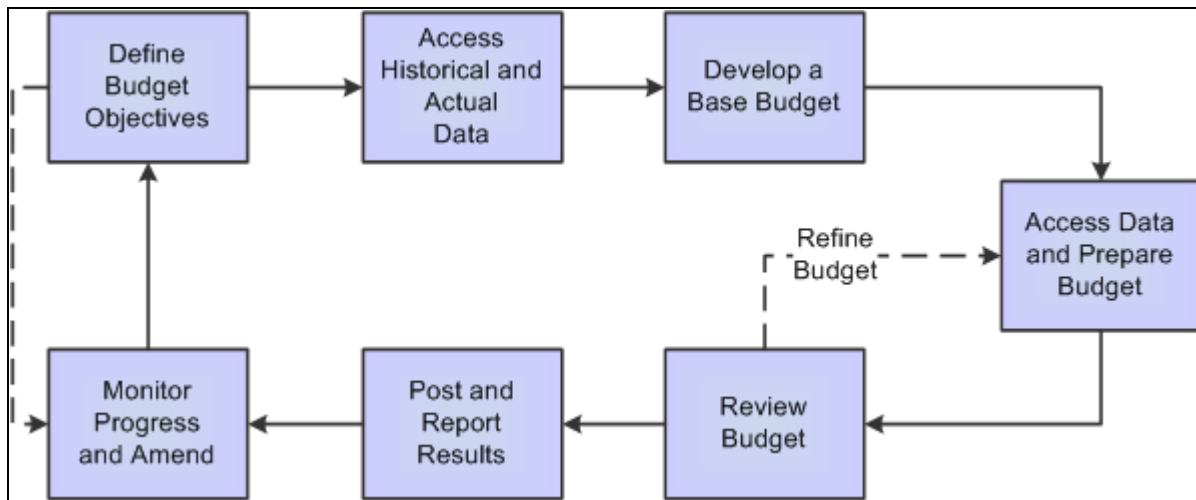 Define
Budget
Objectives
Access
Historical and
Actual
Data
Develop a
Base Budget
Access Data
and Prepare
Budget
Refine
Budget
Monitor
Progress
and Amend
Post and
Report
Results
Review
Budget